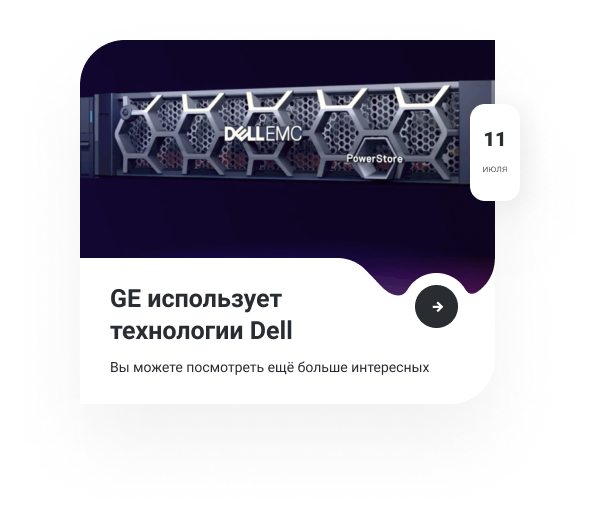 DELLEMC
PowerStore
11
июля
GE использует
технологии Dell
Вы можете посмотреть ещё больше интересных